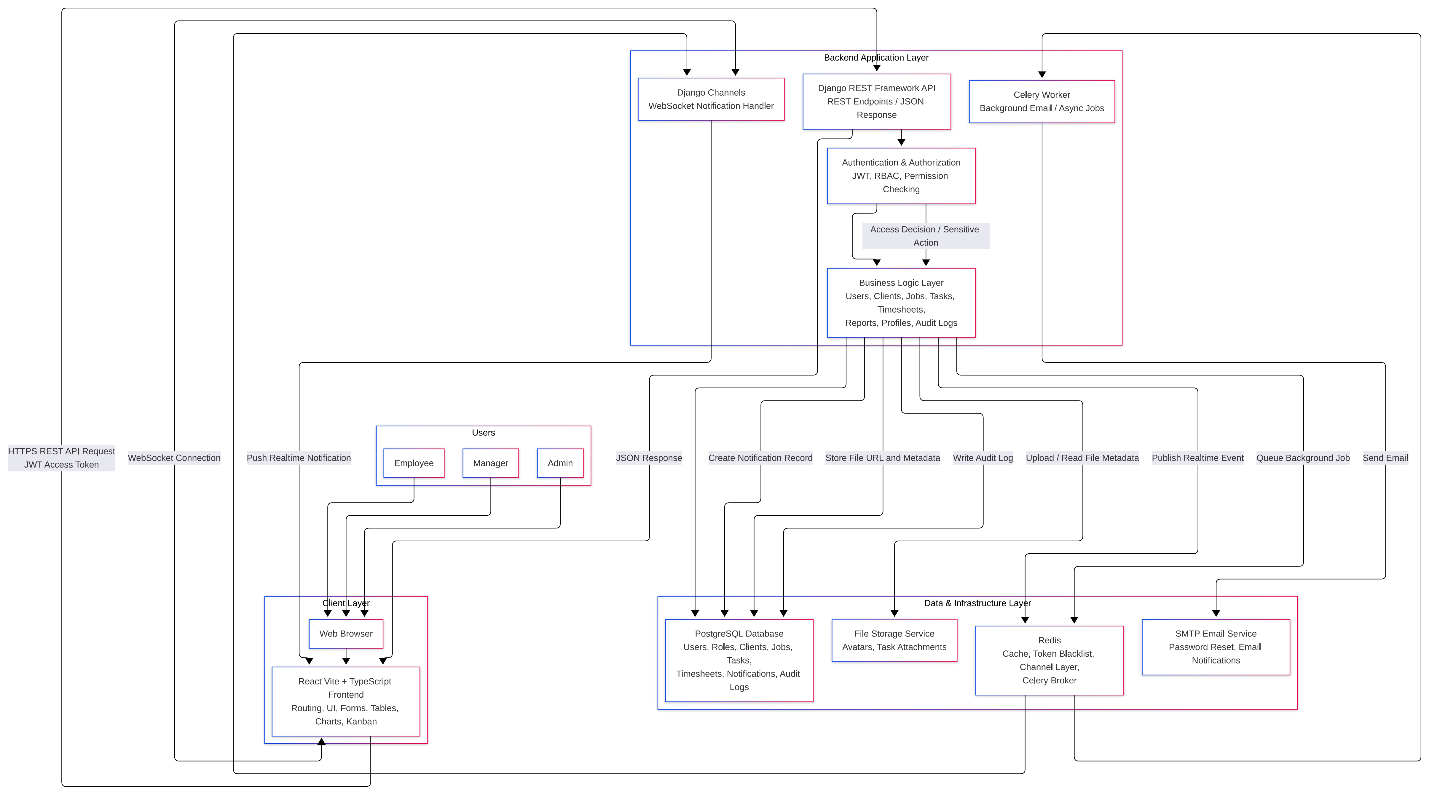 Backend Application Layer
Django Channels
WebSocket Notification Handler
Django REST Framework API
REST Endpoints / JSON
Response
Celery Worker
Background Email / Async Jobs
Authentication & Authorization
JWT, RBAC, Permission
Checking
Access Decision / Sensitive
Action
Business Logic Layer
Users, Clients, Jobs, Tasks,
Timesheets,
Reports, Profiles, Audit Logs
Users
Employee
Manager
Admin
HTTPS REST API Request
JWT Access Token
WebSocket Connection
Push Realtime Notification
JSON Response
Create Notification Record
Store File URL and Metadata
Write Audit Log
Upload / Read File Metadata
Publish Realtime Event
Queue Background Job
Send Email
Client Layer
Web Browser
React Vite + TypeScript
Frontend
Routing, UI, Forms, Tables,
Charts, Kanban
Data & Infrastructure Layer
PostgreSQL Database
Users, Roles, Clients, Jobs,
Tasks,
Timesheets, Notifications, Audit
Logs
File Storage Service
Avatars, Task Attachments
Redis
Cache, Token Blacklist,
Channel Layer,
Celery Broker
SMTP Email Service
Password Reset, Email
Notifications